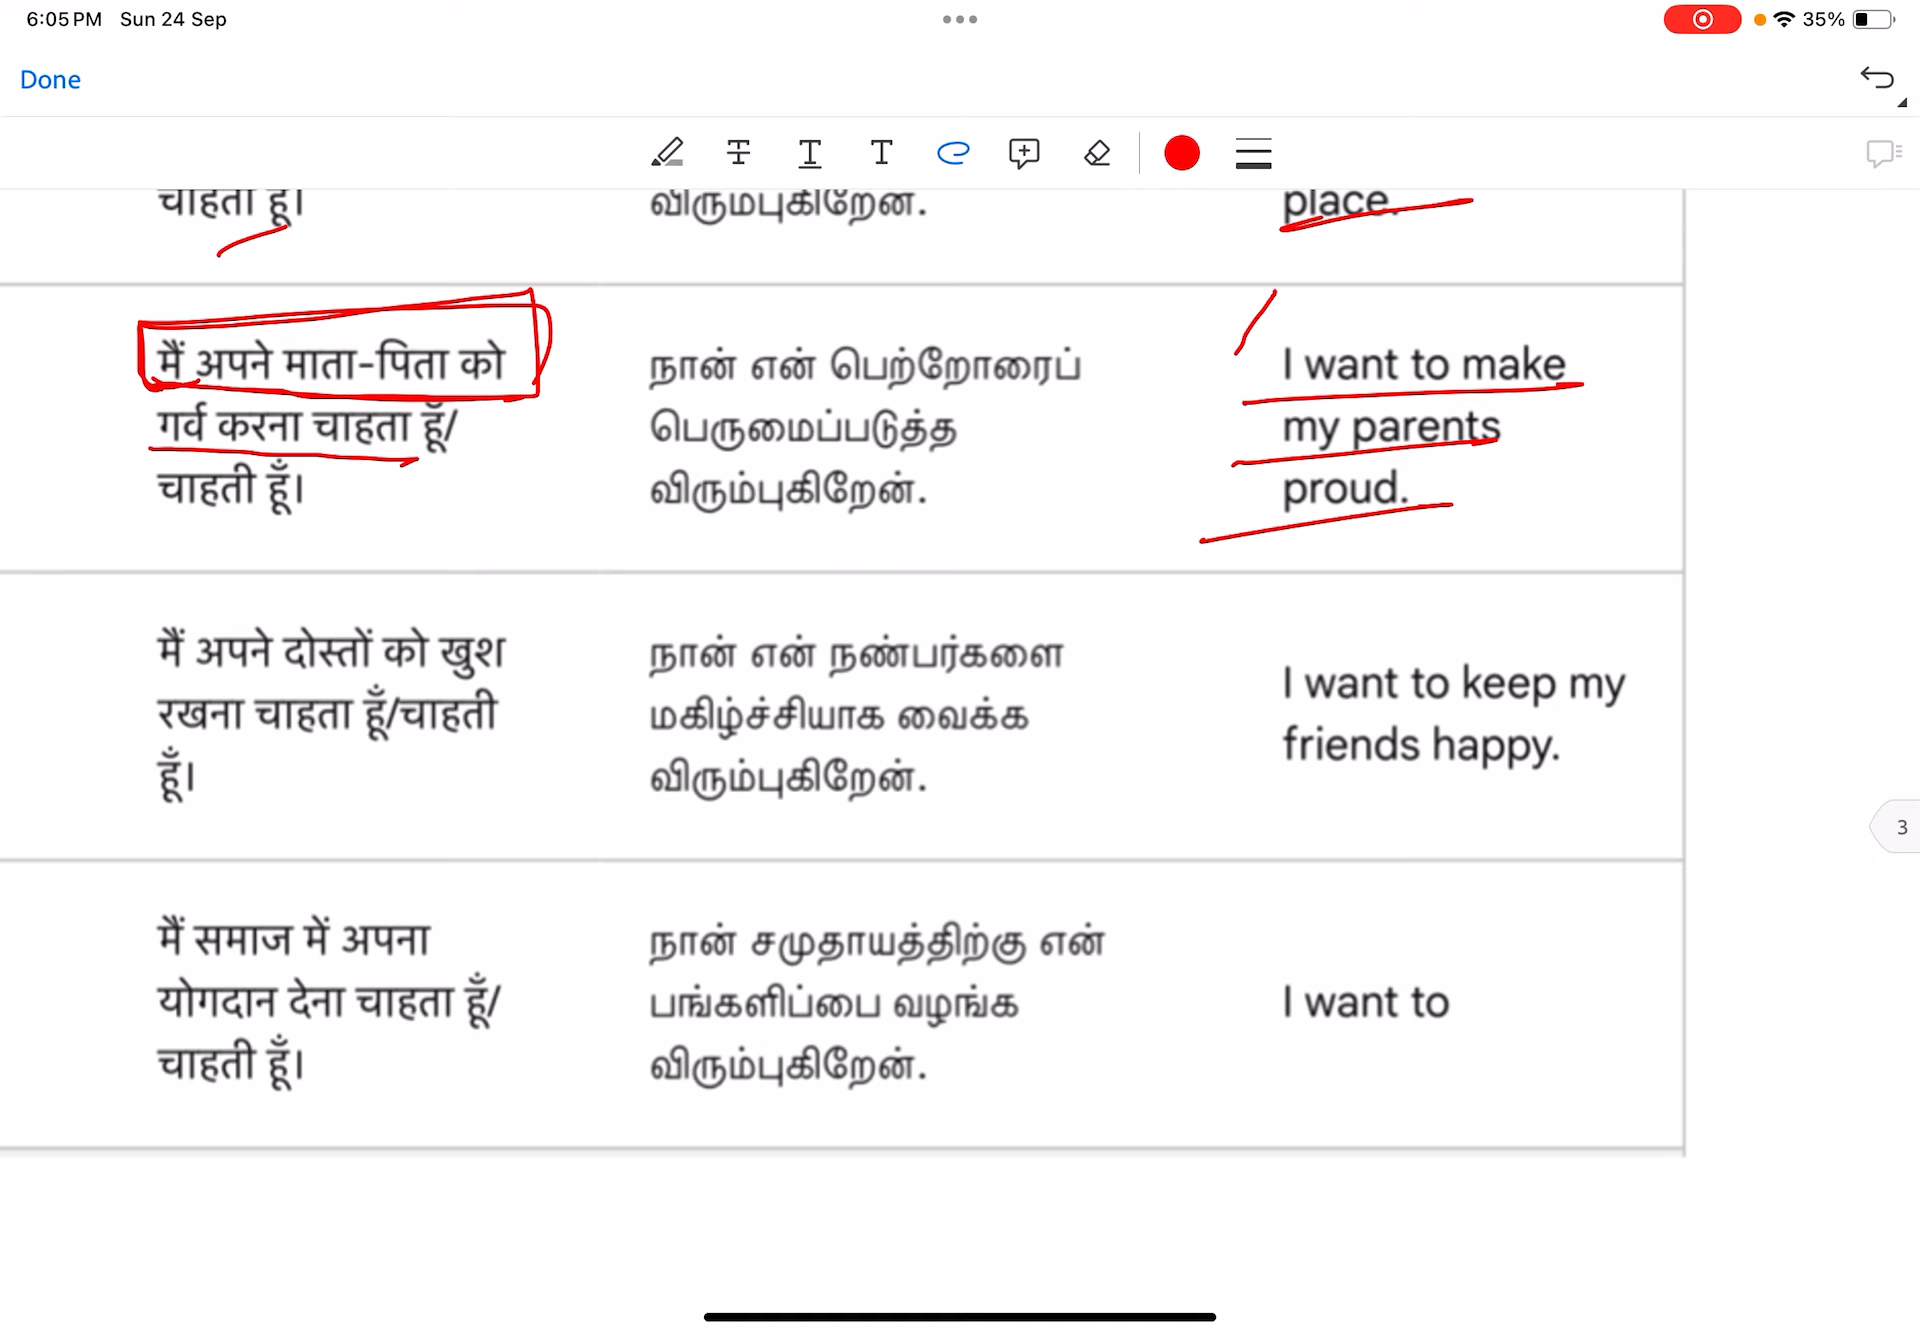 6:05 PM Sun 24 Sep
35%
Done
चाहता हूँ।
விரும்புகிறேன்.
place.
मैं अपने माता-पिता को
गर्व करना चाहता हूँ/
चाहती हूँ।
நான் என் பெற்றோரைப்
பெருமைப்படுத்த
விரும்புகிறேன்.
I want to make
my parents
proud.
मैं अपने दोस्तों को खुश
रखना चाहता हूँ/चाहती
हूँ।
நான் என் நண்பர்களை
மகிழ்ச்சியாக வைக்க
விரும்புகிறேன்.
I want to keep my
friends happy.
3
मैं समाज में अपना
योगदान देना चाहता हूँ/
चाहती हूँ।
நான் சமுதாயத்திற்கு என்
பங்களிப்பை வழங்க
விரும்புகிறேன்.
I want to